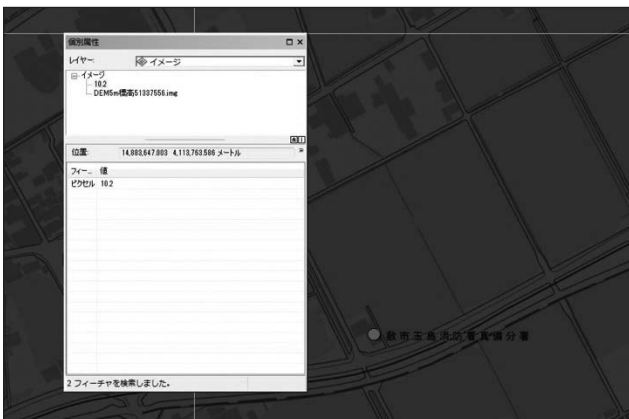 個別属性
レイヤー: イメージ
イメージ
10.2
DEM5m標高51337556.img
位置: 14,883,647.003 4,113,763.586 メートル
フィー... 値
ピクセル 10.2
敷市玉島消防署真備分署
2 フィーチャを検索しました。